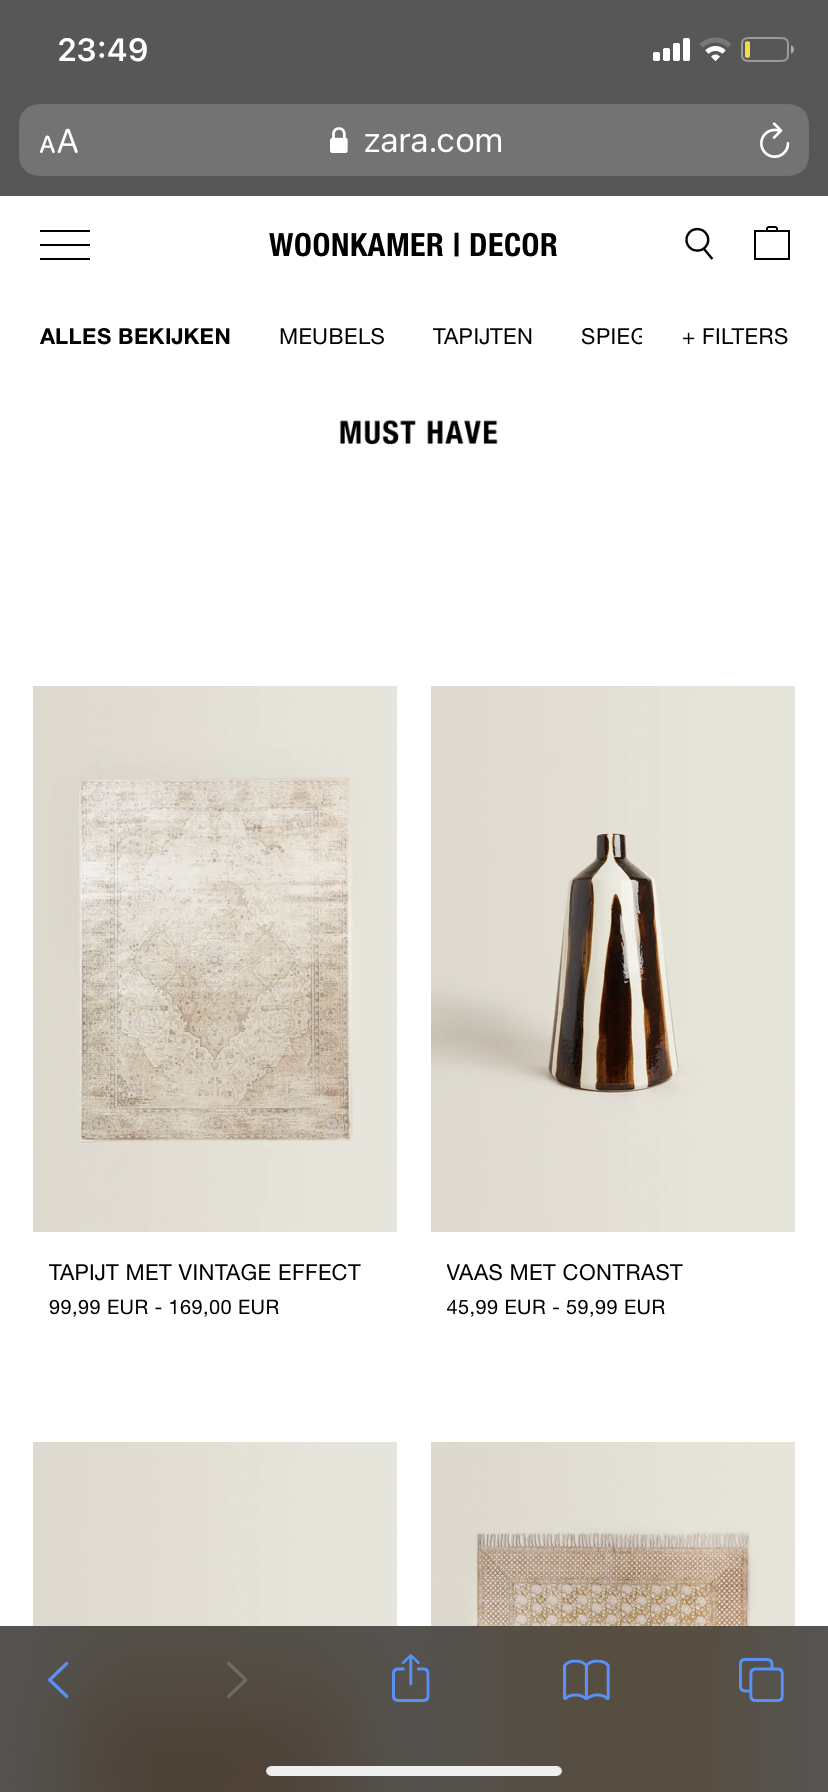 23:49
AA
zara.com
WOONKAMER | DECOR
ALLES BEKIJKEN MEUBELS TAPIJTEN SPIEG + FILTERS
MUST HAVE
TAPIJT MET VINTAGE EFFECT
99,99 EUR - 169,00 EUR
VAAS MET CONTRAST
45,99 EUR - 59,99 EUR